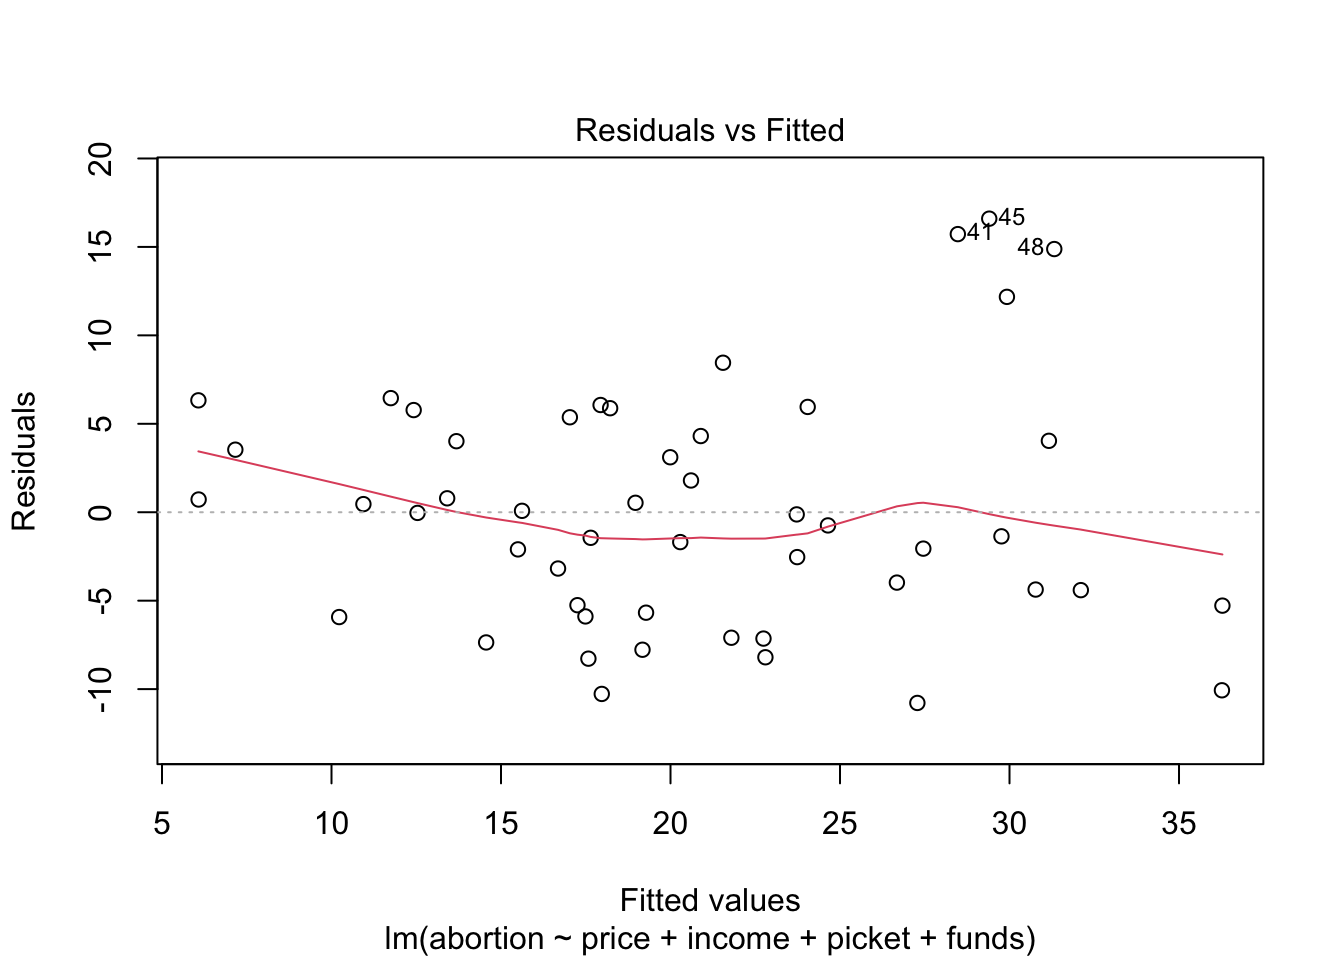 Residuals vs Fitted
Residuals
20
15
10
5
0
-5
-10
45
41
48
5 10 15 20 25 30 35
Fitted values
lm(abortion ~ price + income + picket + funds)